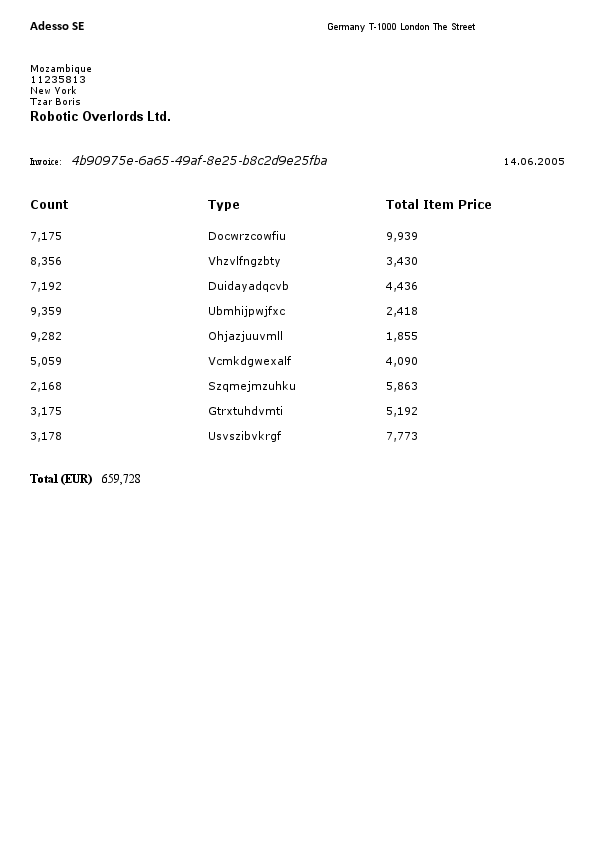 Adesso SE Germany T-1000 London The Street
Mozambique
11235813
New York
Tzar Boris
Robotic Overlords Ltd.
Invoice: 4b90975e-6a65-49af-8e25-b8c2d9e25fba 14.06.2005
Count Type Total Item Price
7,175 Docwrzcowfiu 9,939
8,356 Vhzvlfngzbty 3,430
7,192 Duidayadqcvb 4,436
9,359 Ubmhijpwjfxc 2,418
9,282 Ohjazjuuvmll 1,855
5,059 Vcmkdgwexalf 4,090
2,168 Szqmejmzuhku 5,863
3,175 Gtrxtuhdvmti 5,192
3,178 Usvszibvkrgf 7,773
Total (EUR) 659,728